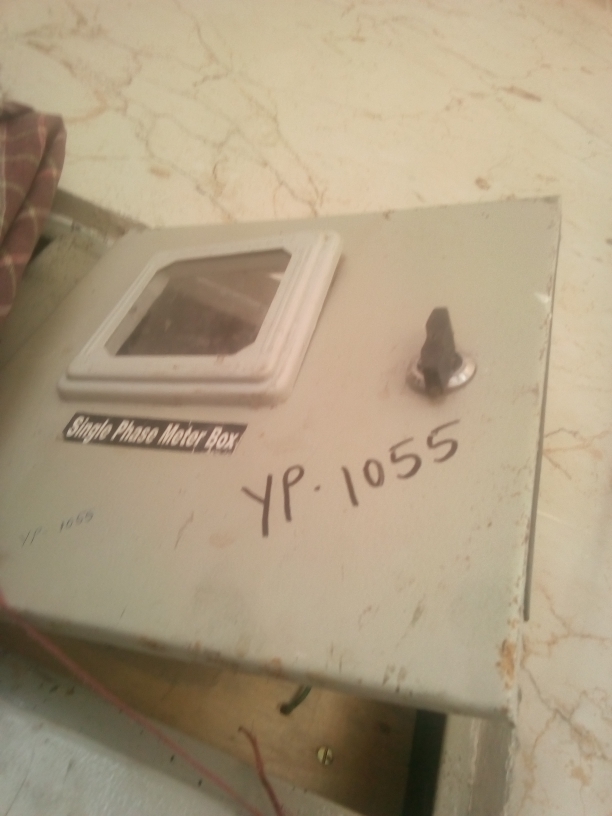 Single Phase Meter Box
YP. 1055
YP- 1055